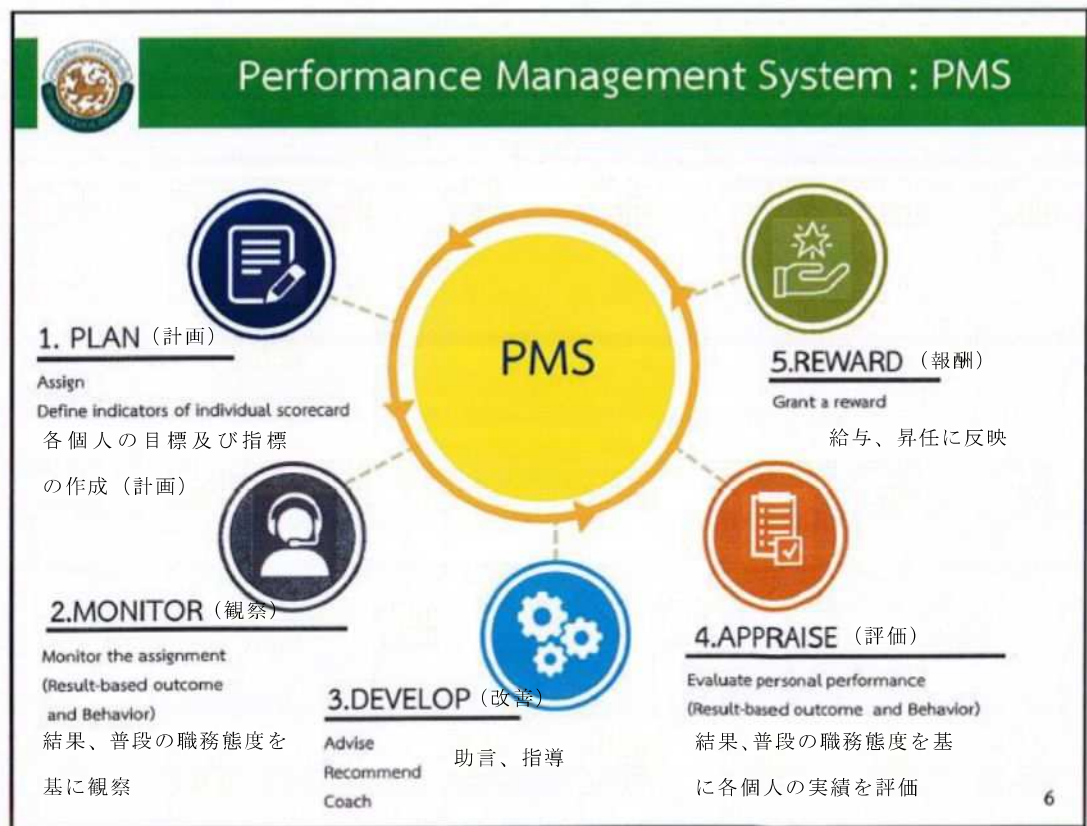 Performance Management System : PMS
PMS
1. PLAN（計画）
Assign
Define indicators of individual scorecard
各個人の目標及び指標
の作成（計画）
2.MONITOR（観察）
Monitor the assignment
(Result-based outcome
and Behavior)
結果、普段の職務態度を
基に観察
3.DEVELOP（改善）
Advise
Recommend
Coach
助言、指導
4.APPRAISE（評価）
Evaluate personal performance
(Result-based outcome and Behavior)
結果、普段の職務態度を基
に各個人の実績を評価
5.REWARD（報酬）
Grant a reward
給与、昇任に反映
6